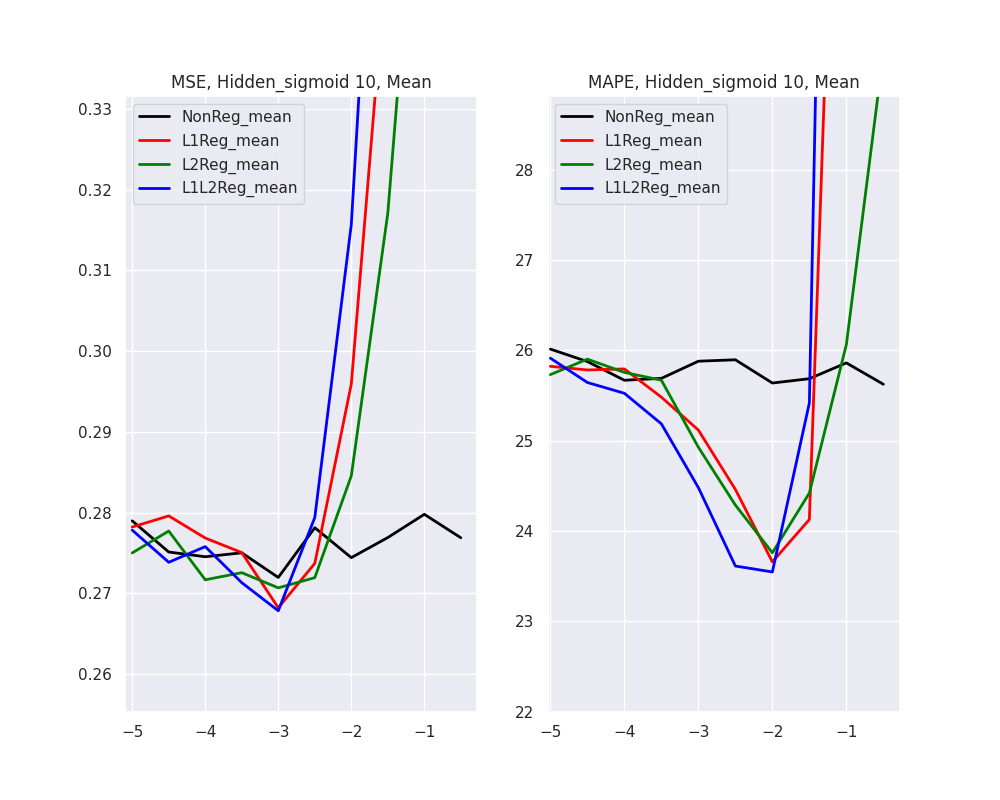 MSE, Hidden_sigmoid 10, Mean
0.33
0.32
0.31
0.30
0.29
0.28
0.27
0.26
−5
−4
−3
−2
−1
NonReg_mean
L1Reg_mean
L2Reg_mean
L1L2Reg_mean
MAPE, Hidden_sigmoid 10, Mean
28
27
26
25
24
23
22
−5
−4
−3
−2
−1
NonReg_mean
L1Reg_mean
L2Reg_mean
L1L2Reg_mean